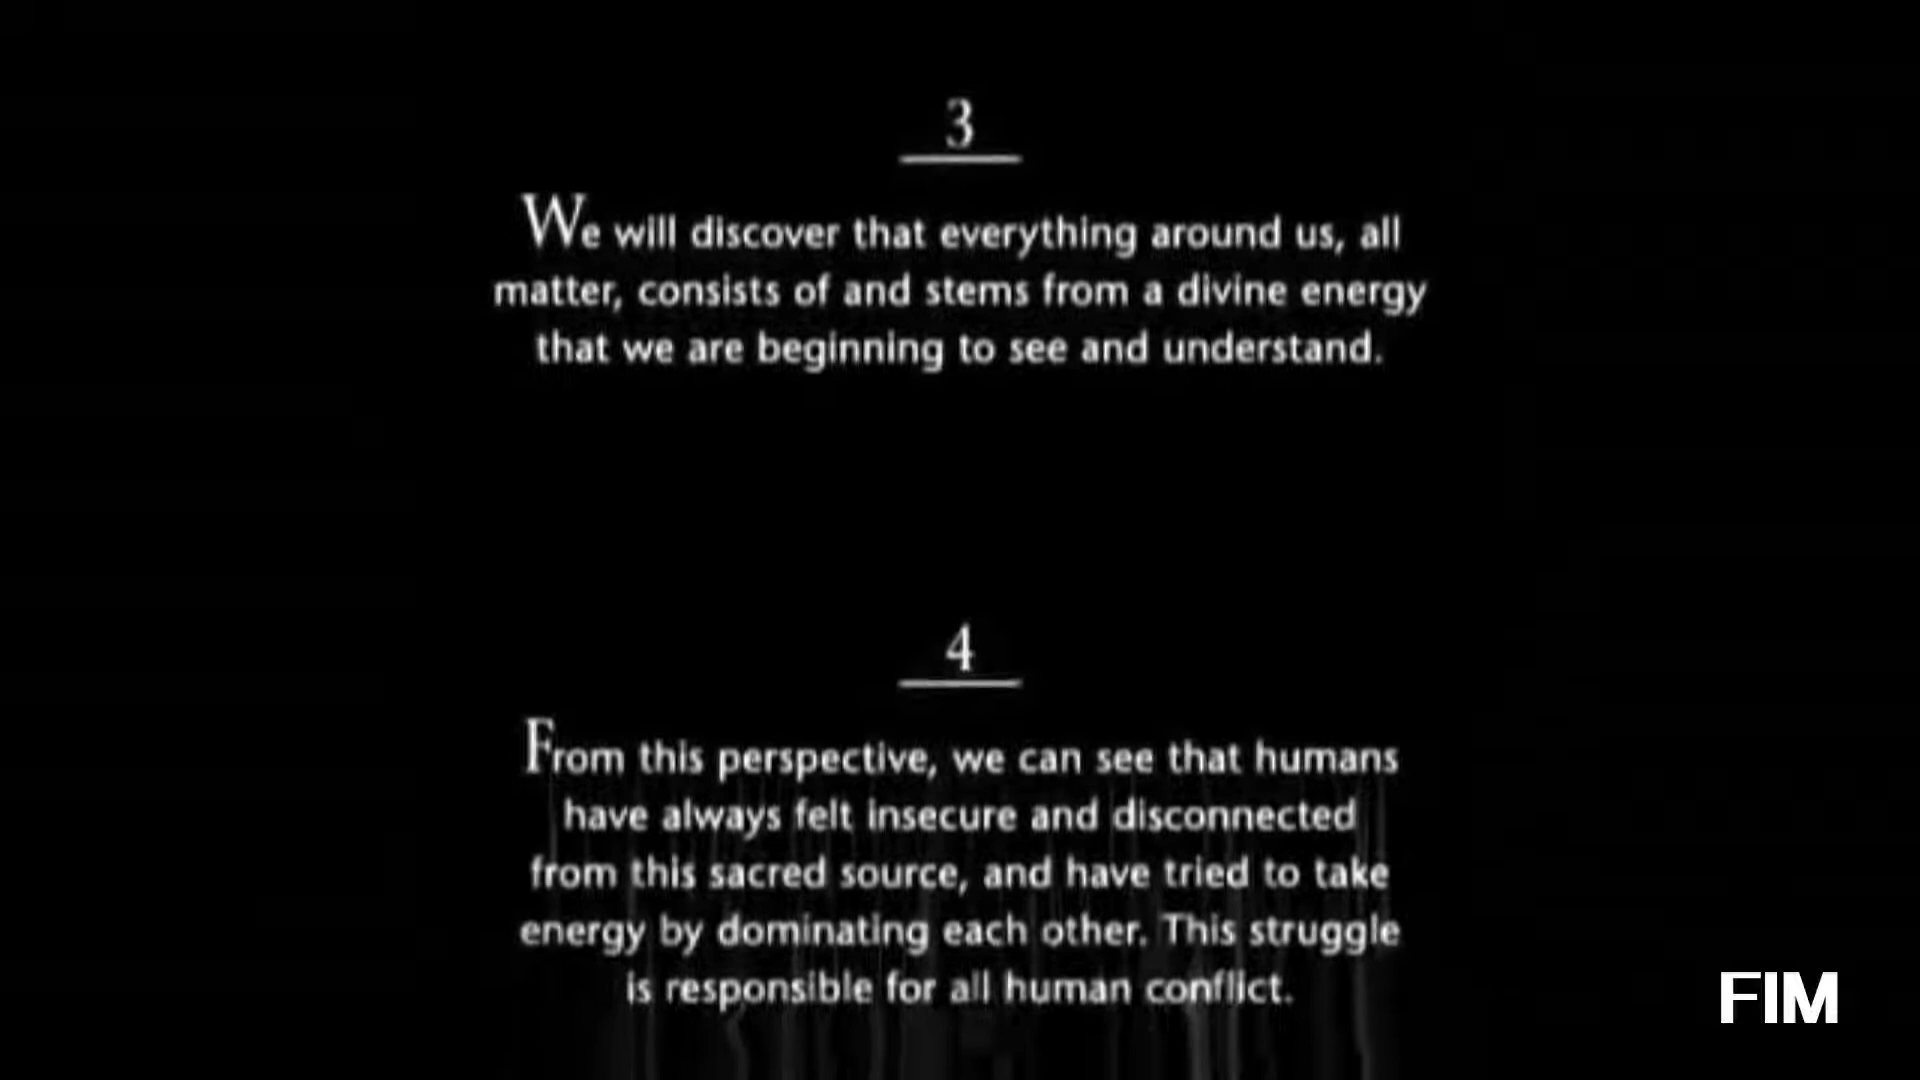 3
We will discover that everything around us, all
matter, consists of and stems from a divine energy
that we are beginning to see and understand.
4
From this perspective, we can see that humans
have always felt insecure and disconnected
from this sacred source, and have tried to take
energy by dominating each other. This struggle
is responsible for all human conflict.
FIM